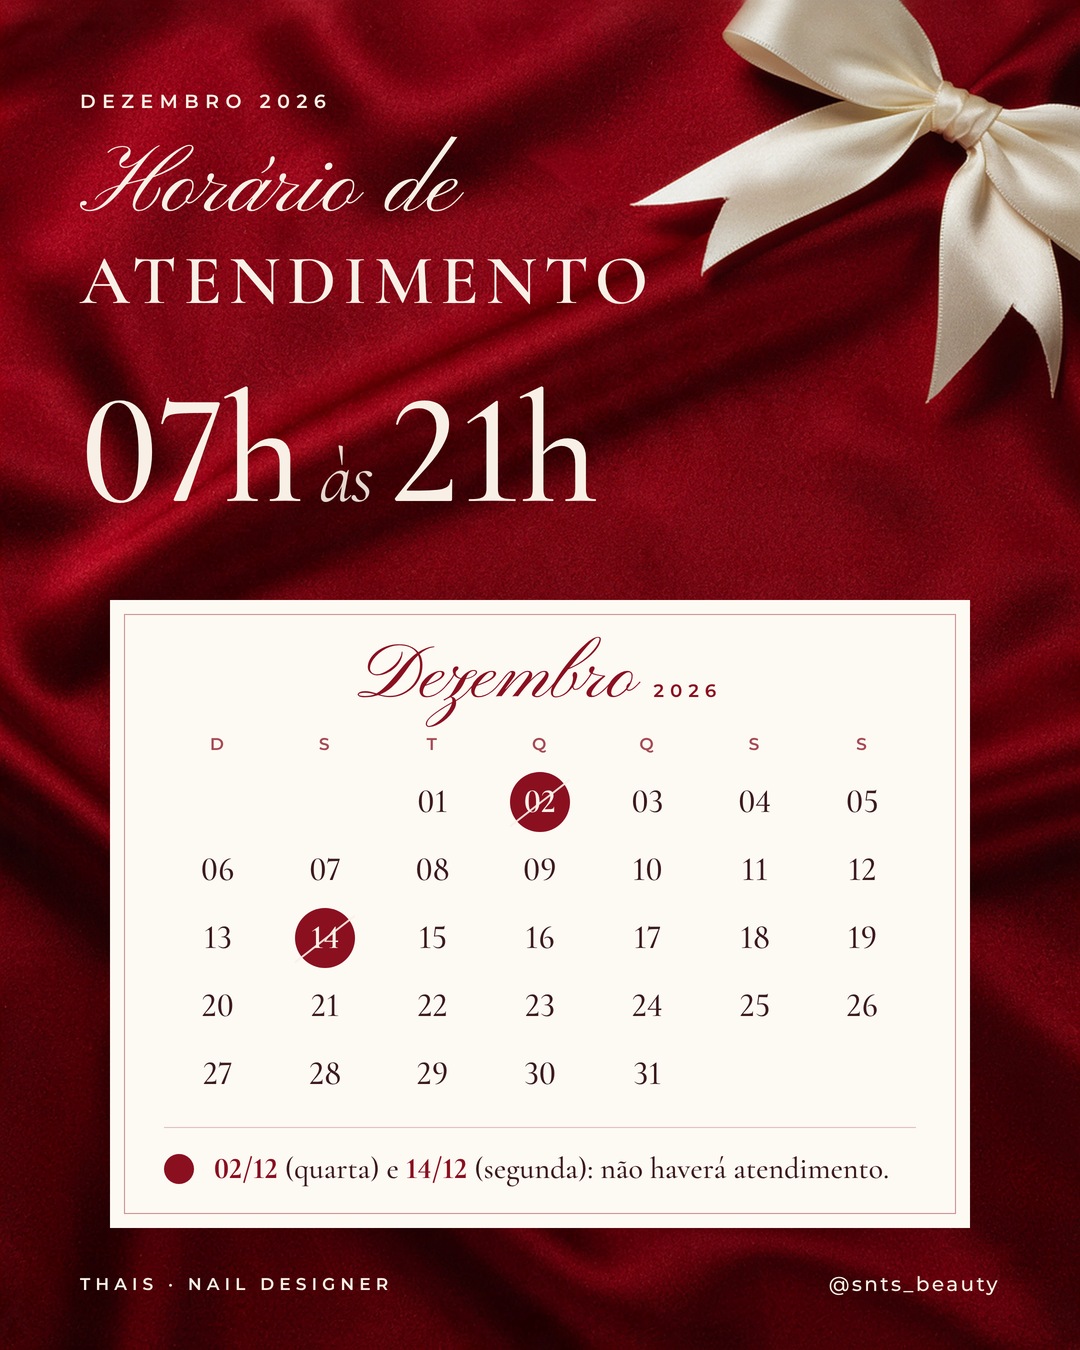 DEZEMBRO 2026
Horário de
ATENDIMENTO
07h às 21h
Dezembro 2026
D S T Q Q S S
01 02 03 04 05
06 07 08 09 10 11 12
13 14 15 16 17 18 19
20 21 22 23 24 25 26
27 28 29 30 31
02/12 (quarta) e 14/12 (segunda): não haverá atendimento.
THAIS · NAIL DESIGNER
@snts_beauty